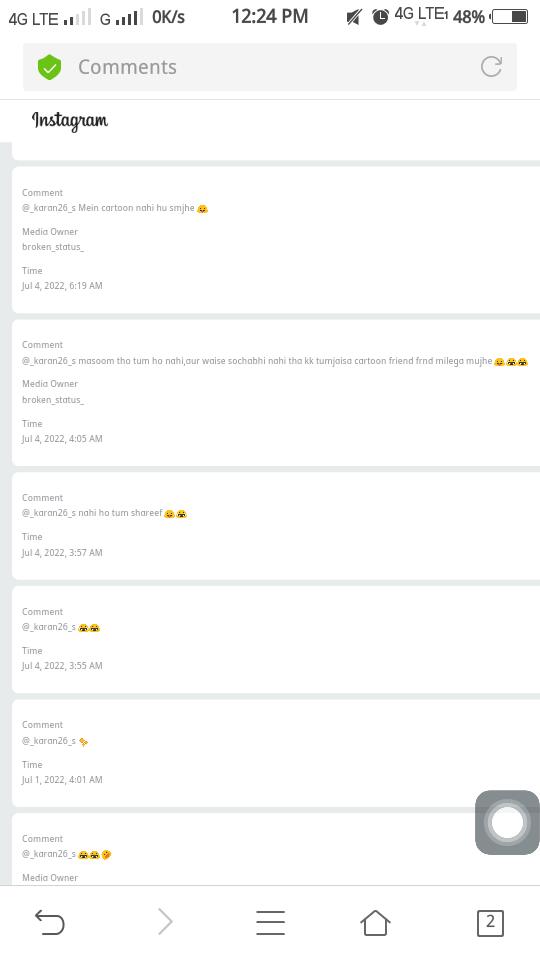 4G LTE G 0K/s 12:24 PM 4G LTE1 48%
Comments
Instagram
Comment
@_karan26_s Mein cartoon nahi hu smjhe 😖
Media Owner
broken_status_
Time
Jul 4, 2022, 6:19 AM
Comment
@_karan26_s masoom tho tum ho nahi,aur waise sochabhi nahi tha kk tumjaisa cartoon friend frnd milega mujhe😖😭😭
Media Owner
broken_status_
Time
Jul 4, 2022, 4:05 AM
Comment
@_karan26_s nahi ho tum shareef😖😭
Time
Jul 4, 2022, 3:57 AM
Comment
@_karan26_s 😭😭
Time
Jul 4, 2022, 3:55 AM
Comment
@_karan26_s
Time
Jul 1, 2022, 4:01 AM
Comment
@_karan26_s 😭😭🤣
Media Owner
2